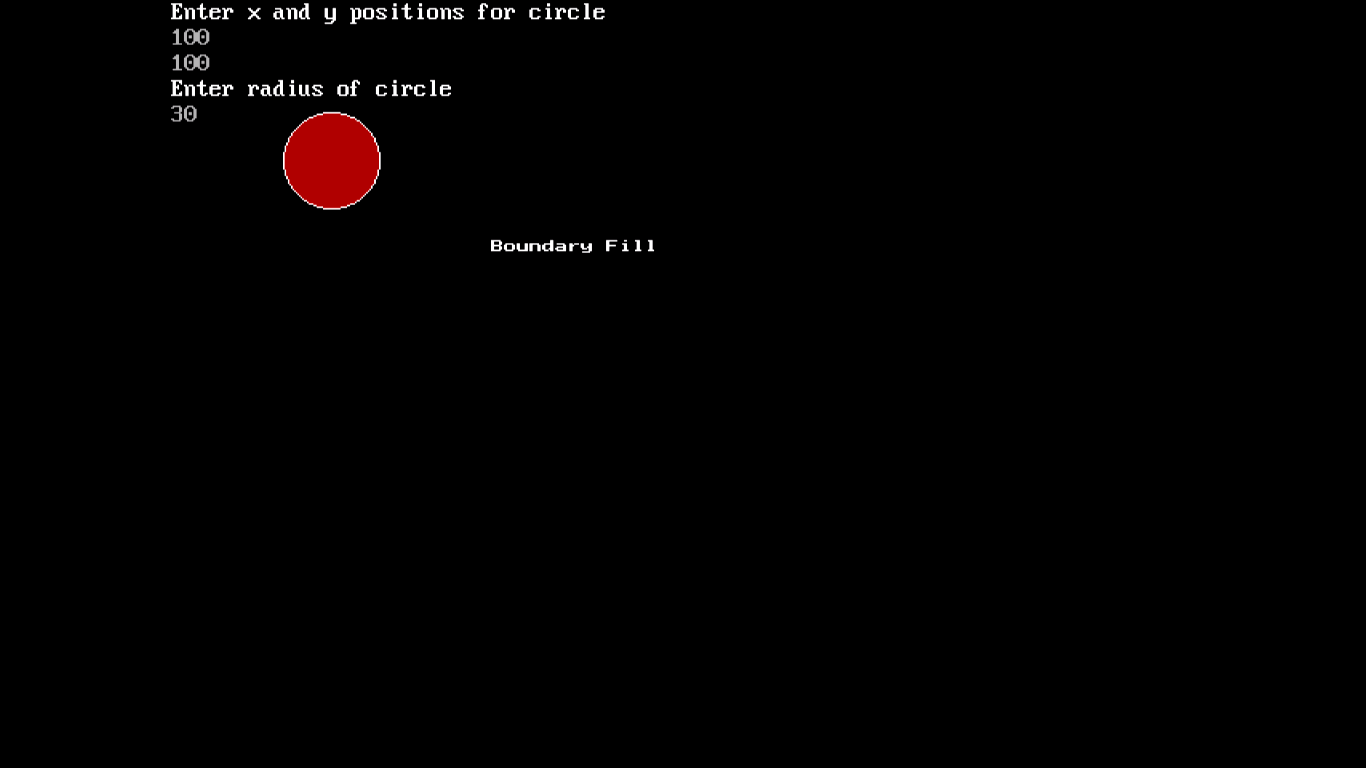 Enter x and y positions for circle
100
100
Enter radius of circle
30
Boundary Fill